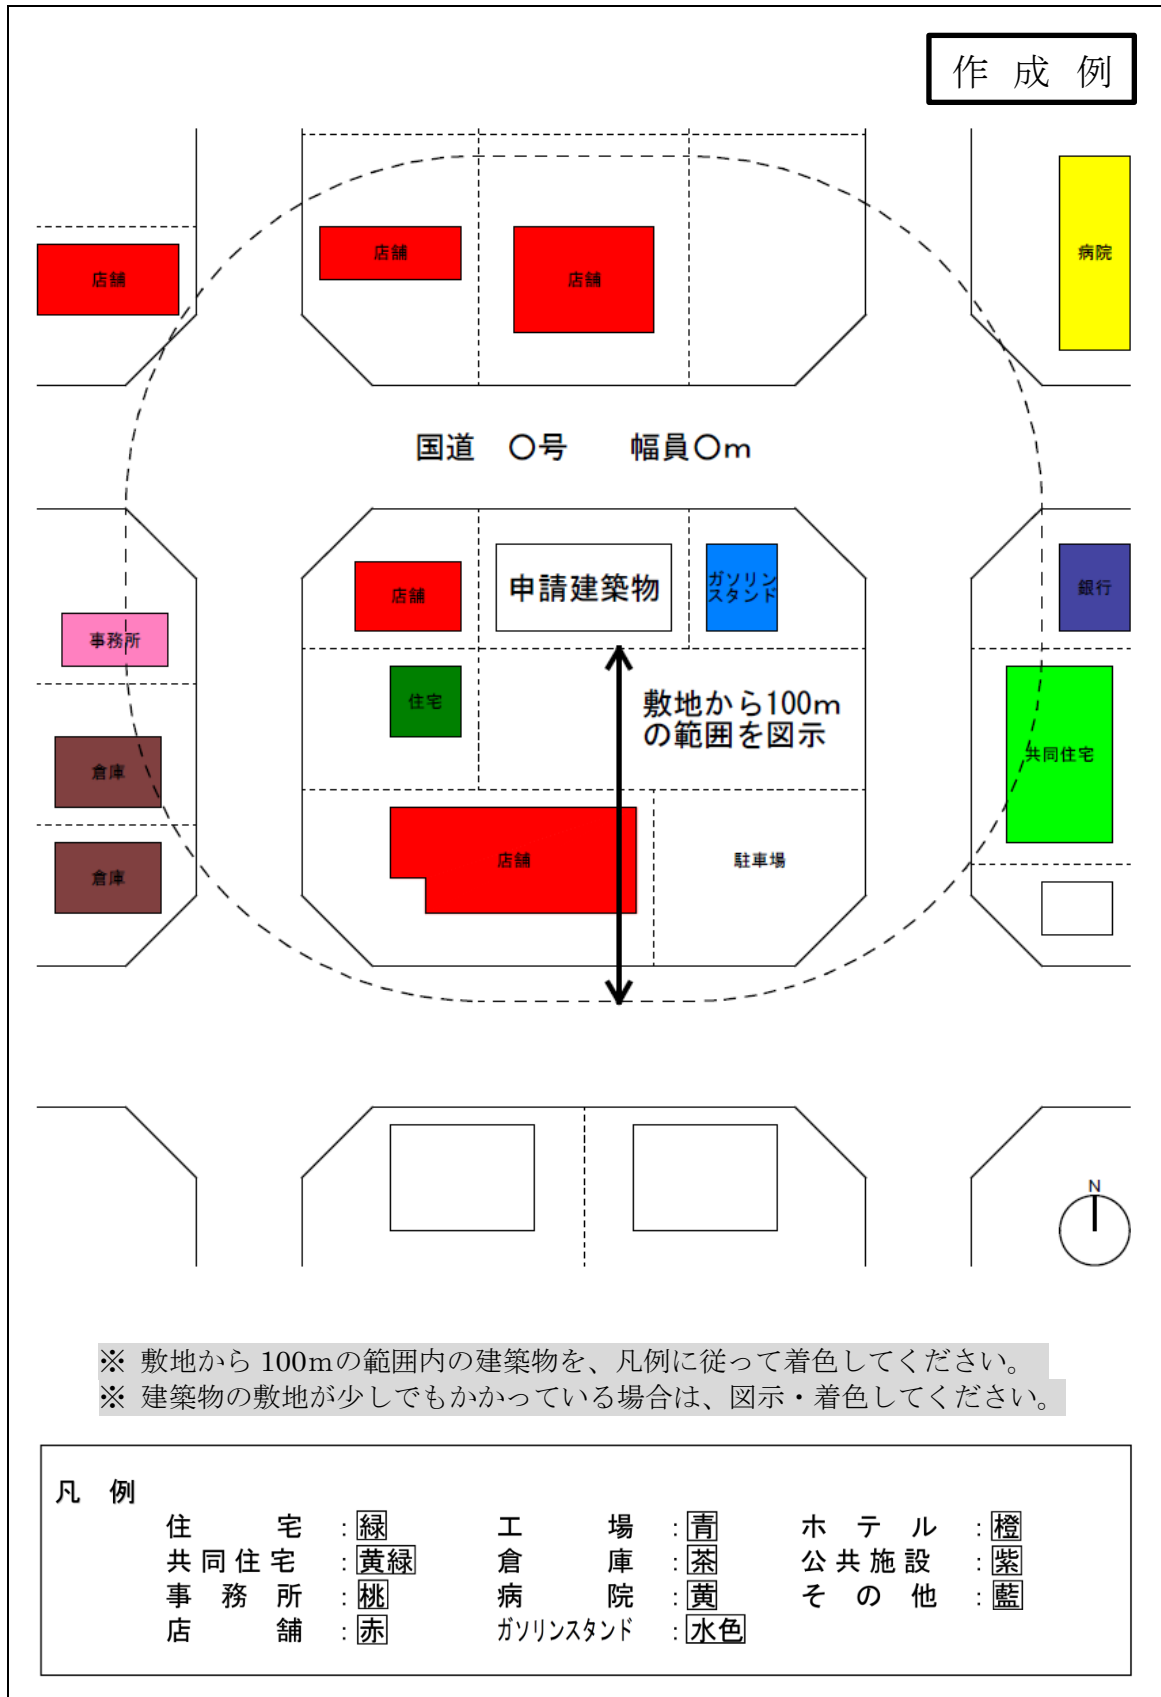 作 成 例
店舗
店舗
店舗
病院
国道 〇号 幅員〇m
店舗
申請建築物
ガソリン
スタンド
銀行
事務所
住宅
敷地から100m
の範囲を図示
共同住宅
倉庫
倉庫
店舗
駐車場
N
※ 敷地から 100mの範囲内の建築物を、凡例に従って着色してください。
※ 建築物の敷地が少しでもかかっている場合は、図示・着色してください。
凡 例
住 宅 : 緑 工 場 : 青 ホ テ ル : 橙
共同住宅 : 黄緑 倉 庫 : 茶 公共施設 : 紫
事 務 所 : 桃 病 院 : 黄 そ の 他 : 藍
店 舗 : 赤 ガソリンスタンド : 水色